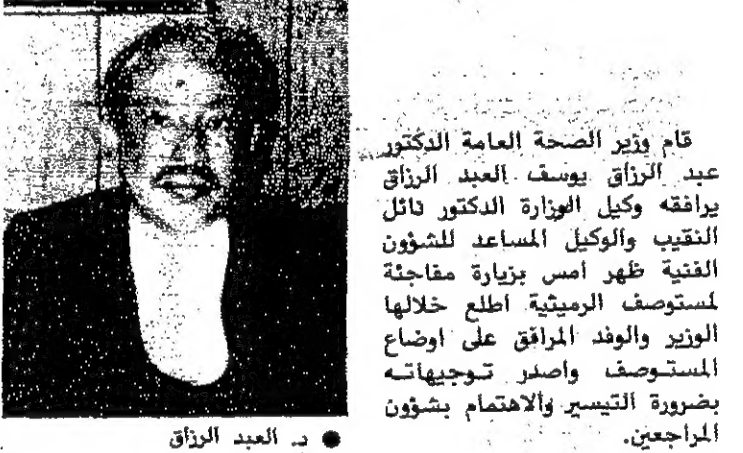 قام وزير الصحة العامة الدكتور
عبد الرزاق يوسف العبد الرزاق
يرافقه وكيل الوزارة الدكتور نائل
النقيب والوكيل المساعد للشؤون
الفنية ظهر امس بزيارة مفاجئة
لمستوصف الرميثية اطلع خلالها
الوزير والوفد المرافق على اوضاع
المستوصف واصدر توجيهاته
بضرورة التيسير والاهتمام بشؤون
المراجعين.
● د. العبد الرزاق